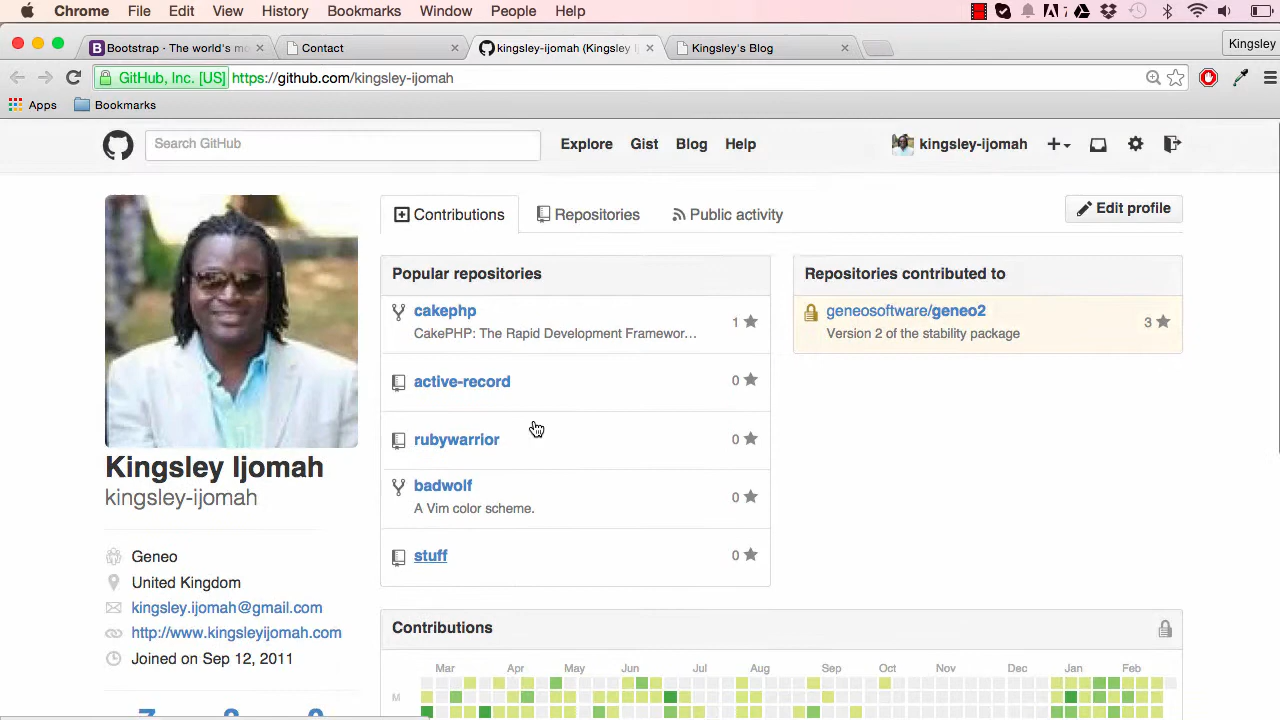 Chrome File Edit View History Bookmarks Window People Help
Bootstrap - The world's mo
Contact
kingsley-ijomah (Kingsley I
Kingsley's Blog
Kingsley
GitHub, Inc. [US] https://github.com/kingsley-ijomah
Apps Bookmarks
Search GitHub
Explore Gist Blog Help
kingsley-ijomah
Contributions Repositories Public activity
Edit profile
Popular repositories
cakephp
CakePHP: The Rapid Development Framewor...
1
active-record
0
rubywarrior
0
badwolf
A Vim color scheme.
0
stuff
0
Repositories contributed to
geneosoftware/geneo2
Version 2 of the stability package
3
Kingsley Ijomah
kingsley-ijomah
Geneo
United Kingdom
kingsley.ijomah@gmail.com
http://www.kingsleyijomah.com
Joined on Sep 12, 2011
Contributions
Mar Apr May Jun Jul Aug Sep Oct Nov Dec Jan Feb
M